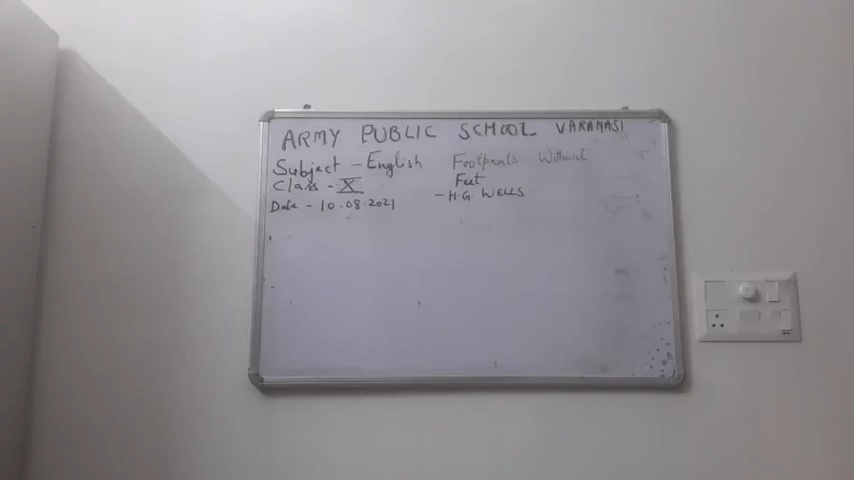 ARMY PUBLIC SCHOOL VARANASI
Subject - English Footprints Without
Feet
Class - X
- H.G. WELLS
Date - 10.08.2021